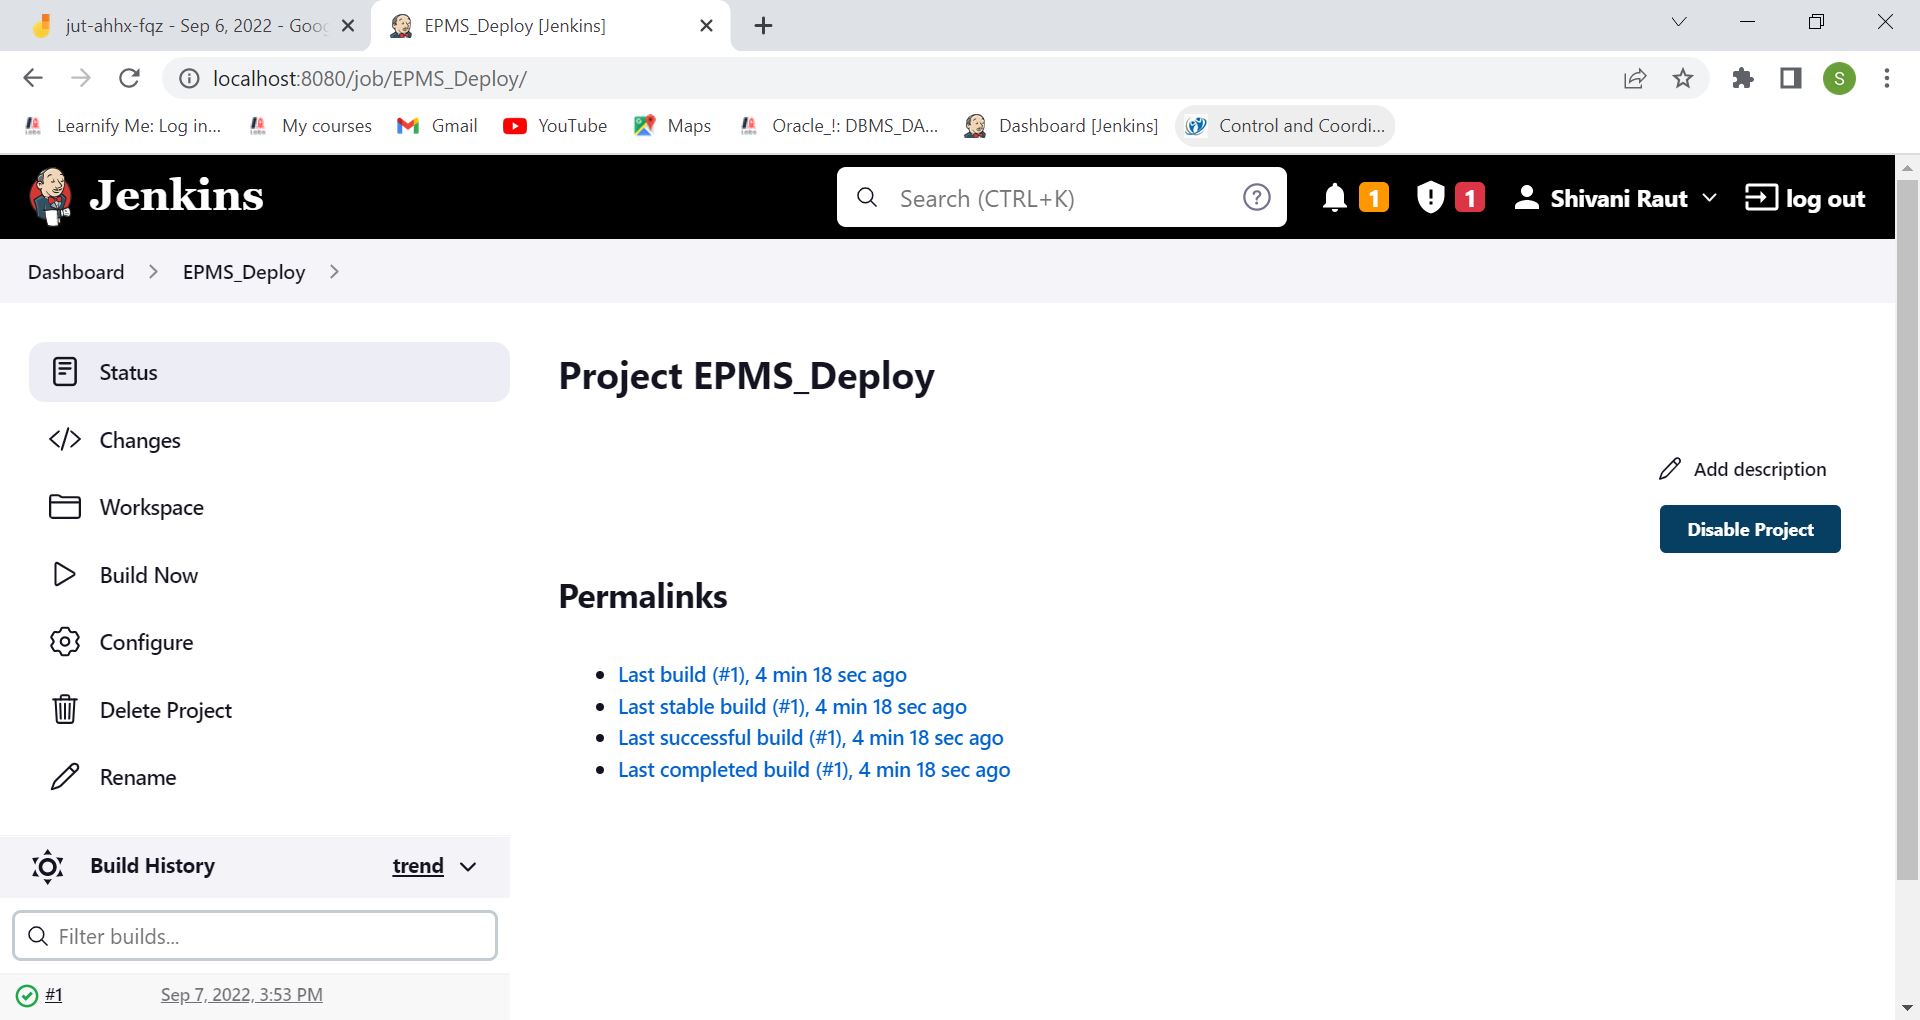 jut-ahhx-fqz - Sep 6, 2022 - Goo
EPMS_Deploy [Jenkins]
localhost:8080/job/EPMS_Deploy/
S
Learnify Me: Log in...
My courses
Gmail
YouTube
Maps
Oracle_!: DBMS_DA...
Dashboard [Jenkins]
Control and Coordi...
Jenkins
Search (CTRL+K)
1
1
Shivani Raut
log out
Dashboard
EPMS_Deploy
Status
Changes
Workspace
Build Now
Configure
Delete Project
Rename
Build History
trend
Filter builds...
#1
Sep 7, 2022, 3:53 PM
Project EPMS_Deploy
Add description
Disable Project
Permalinks
Last build (#1), 4 min 18 sec ago
Last stable build (#1), 4 min 18 sec ago
Last successful build (#1), 4 min 18 sec ago
Last completed build (#1), 4 min 18 sec ago